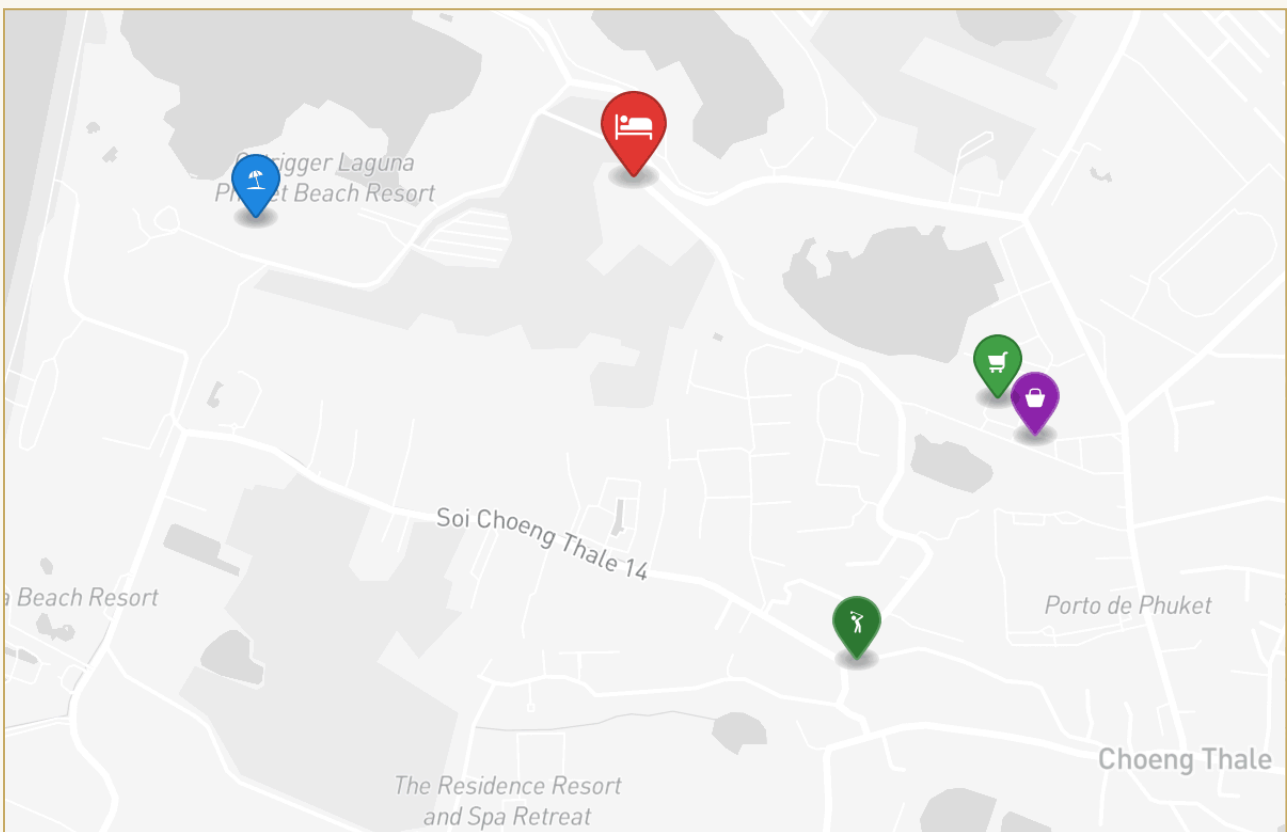 Laguna
Beach Resort
Soi Choeng Thale 14
Beach Resort
Porto de Phuket
Choeng Thale
The Residence Resort
and Spa Retreat